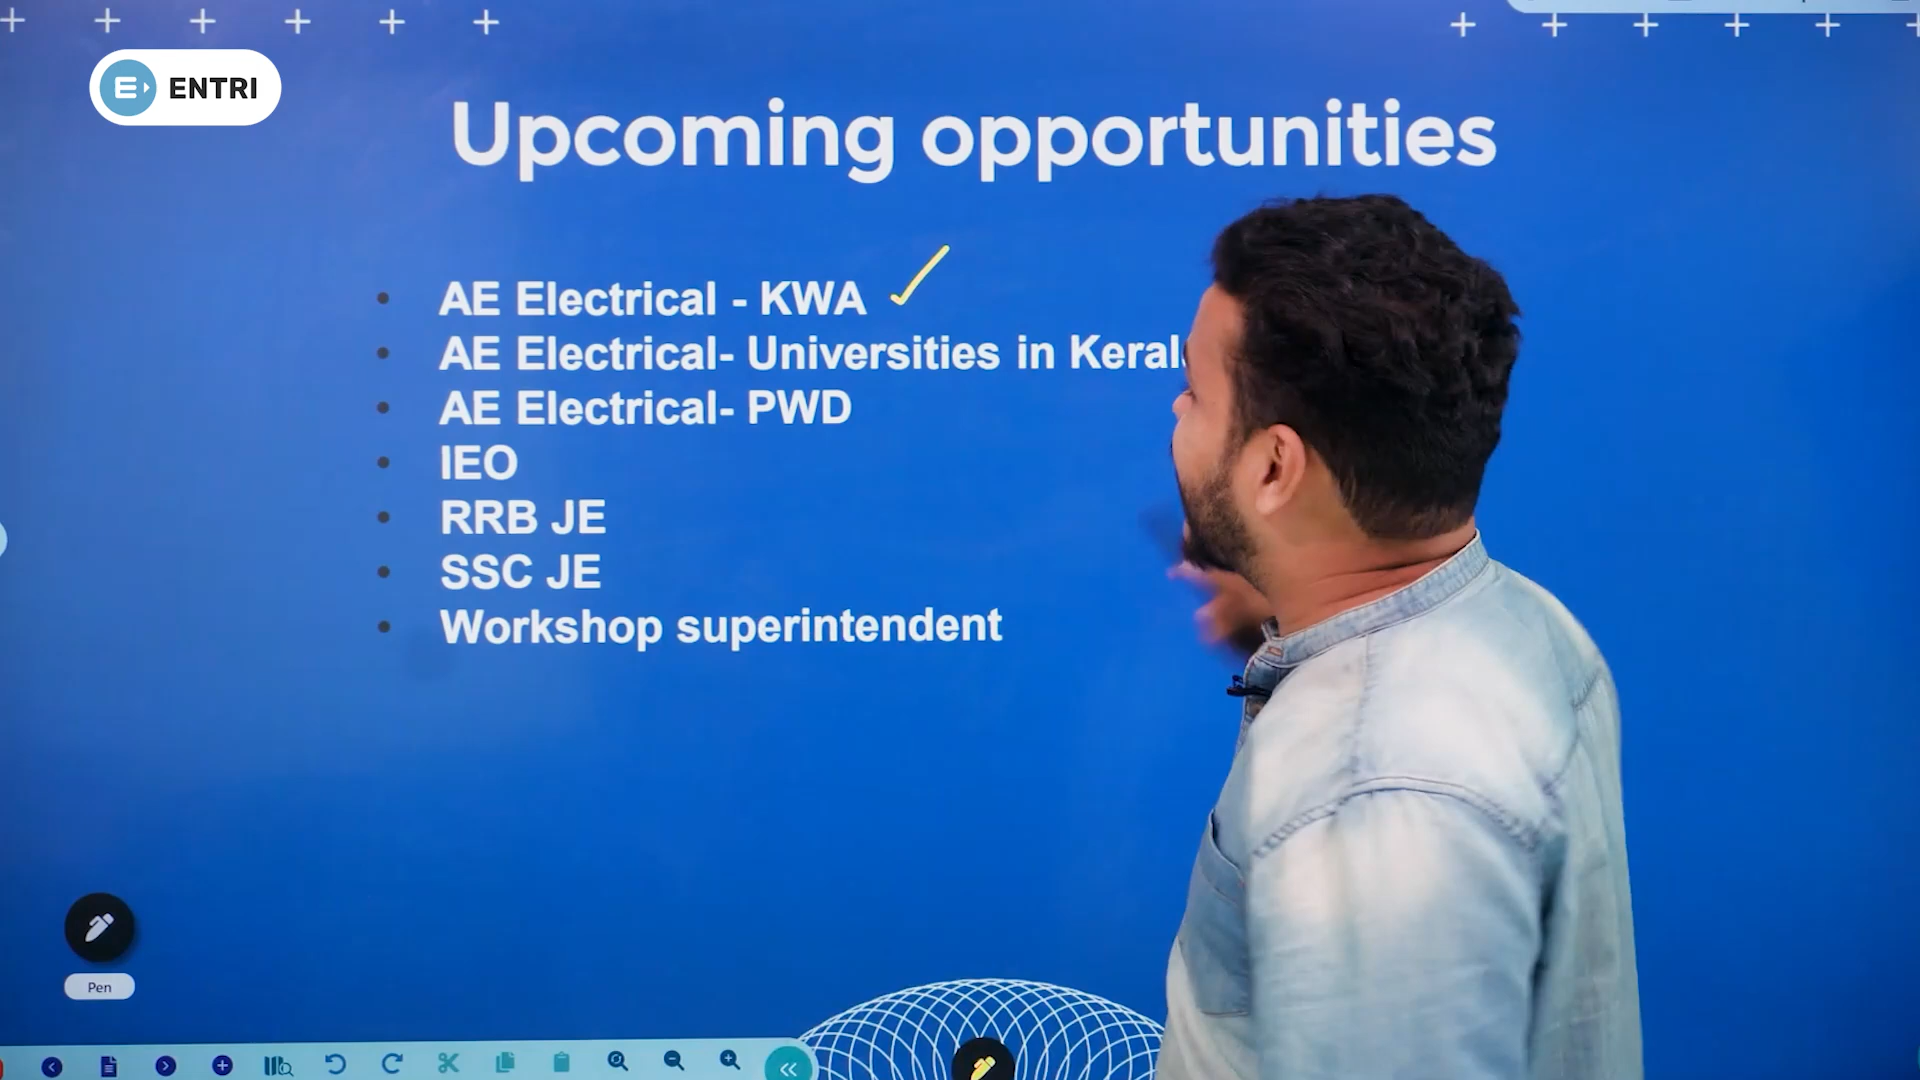 ENTRI
Upcoming opportunities
AE Electrical - KWA
AE Electrical- Universities in
AE Electrical- PWD
IEO
RRB JE
SSC JE
Workshop superintendent
Pen